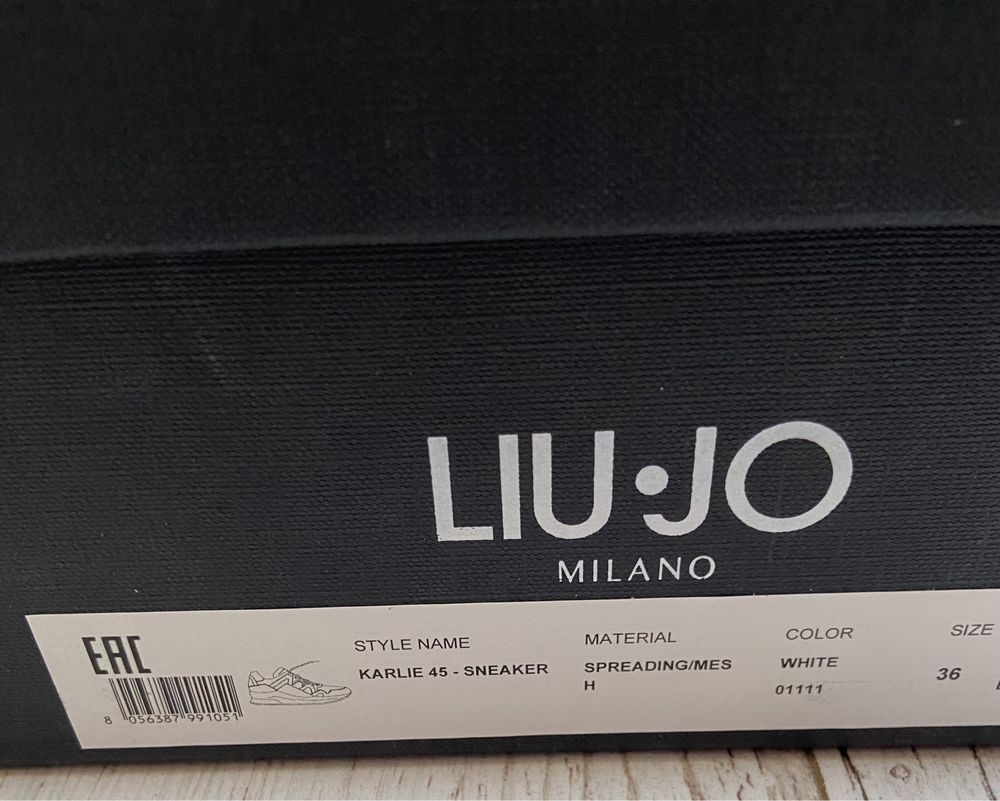 LIU·JO
MILANO
EAC
8 056387 991051
STYLE NAME
KARLIE 45 - SNEAKER
MATERIAL
SPREADING/MES
H
COLOR
WHITE
01111
SIZE
36